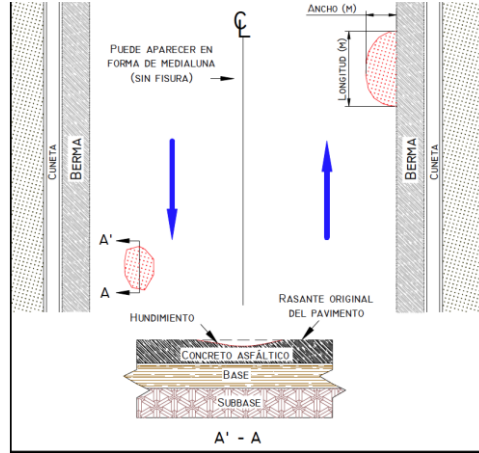 ANCHO (M)
℄
PUEDE APARECER EN
FORMA DE MEDIALUNA
(SIN FISURA)
LONGITUD (M)
CUNETA
BERMA
BERMA
CUNETA
A'
A
HUNDIMIENTO
RASANTE ORIGINAL
DEL PAVIMENTO
CONCRETO ASFÁLTICO
BASE
SUBBASE
A' - A